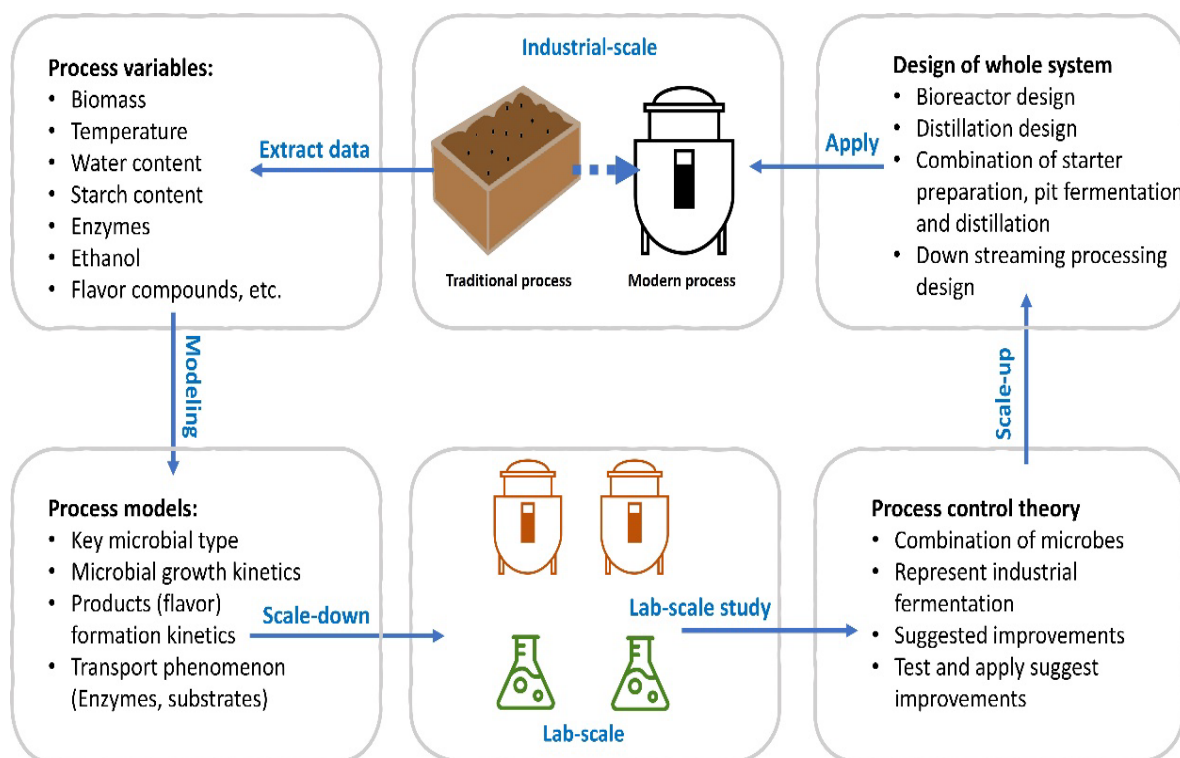 Process variables:
• Biomass
• Temperature
• Water content
• Starch content
• Enzymes
• Ethanol
• Flavor compounds, etc.
Extract data
Industrial-scale
Traditional process
Modern process
Apply
Design of whole system
• Bioreactor design
• Distillation design
• Combination of starter
preparation, pit fermentation
and distillation
• Down streaming processing
design
Modeling
Scale-up
Process models:
• Key microbial type
• Microbial growth kinetics
• Products (flavor)
formation kinetics
• Transport phenomenon
(Enzymes, substrates)
Scale-down
Lab-scale
Lab-scale study
Process control theory
• Combination of microbes
• Represent industrial
fermentation
• Suggested improvements
• Test and apply suggest
improvements